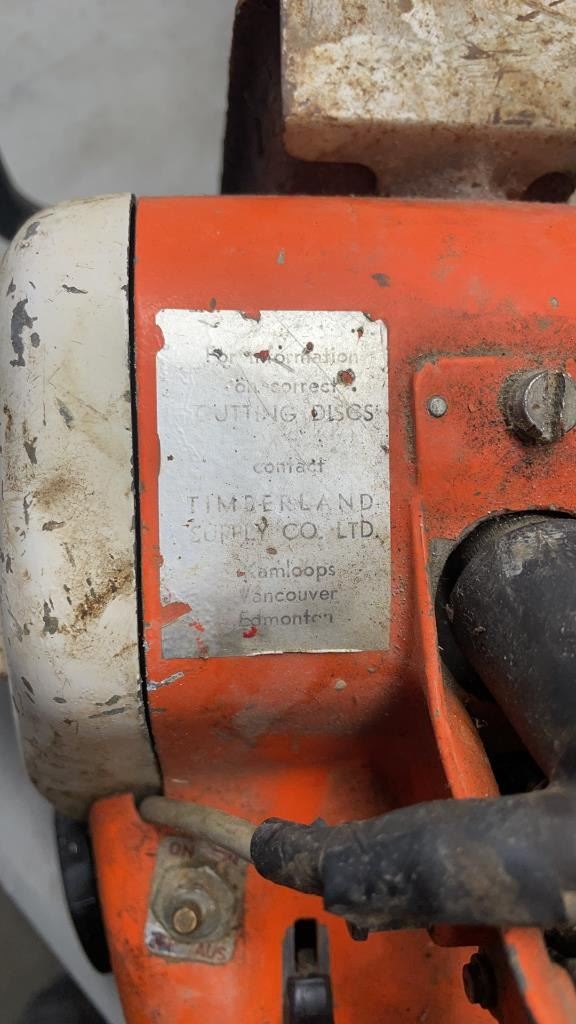 For information
on correct
CUTTING DISCS
contact
TIMBERLAND
SUPPLY CO. LTD.
Kamloops
Vancouver
Edmonton
ON
AUS